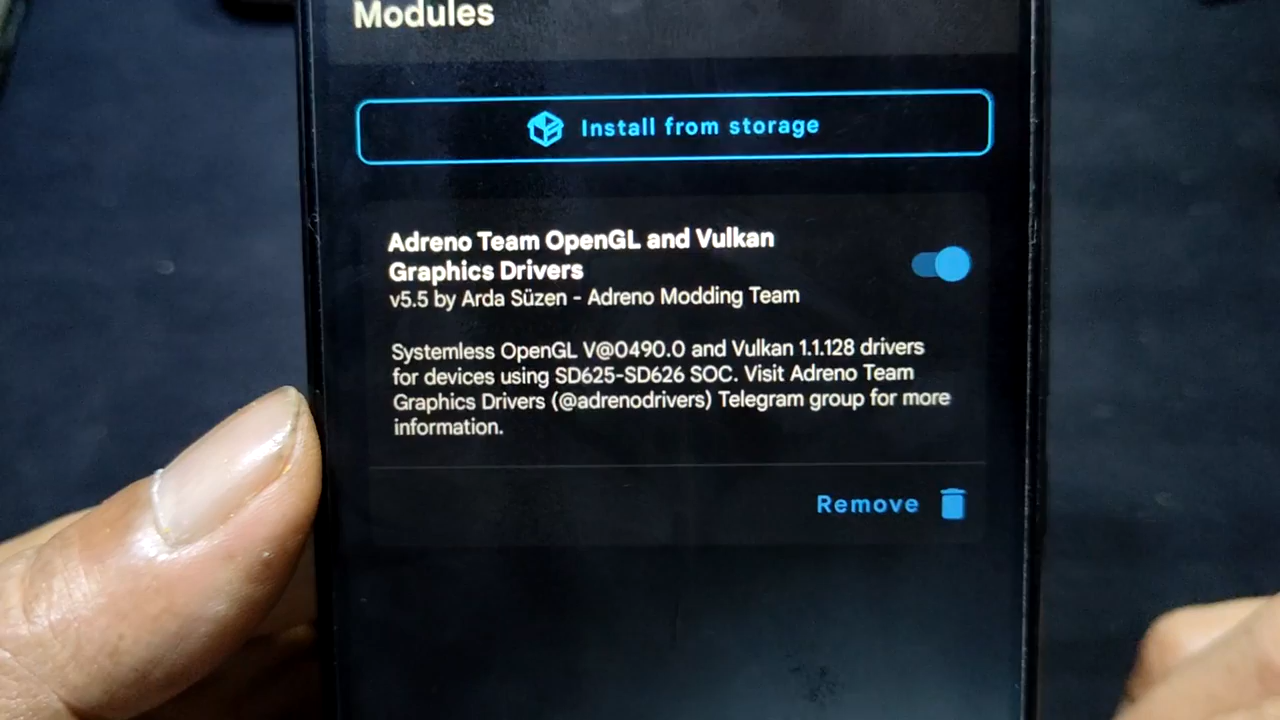 Modules
Install from storage
Adreno Team OpenGL and Vulkan
Graphics Drivers
v5.5 by Arda Süzen - Adreno Modding Team
Systemless OpenGL V@0490.0 and Vulkan 1.1.128 drivers
for devices using SD625-SD626 SOC. Visit Adreno Team
Graphics Drivers (@adrenodrivers) Telegram group for more
information.
Remove